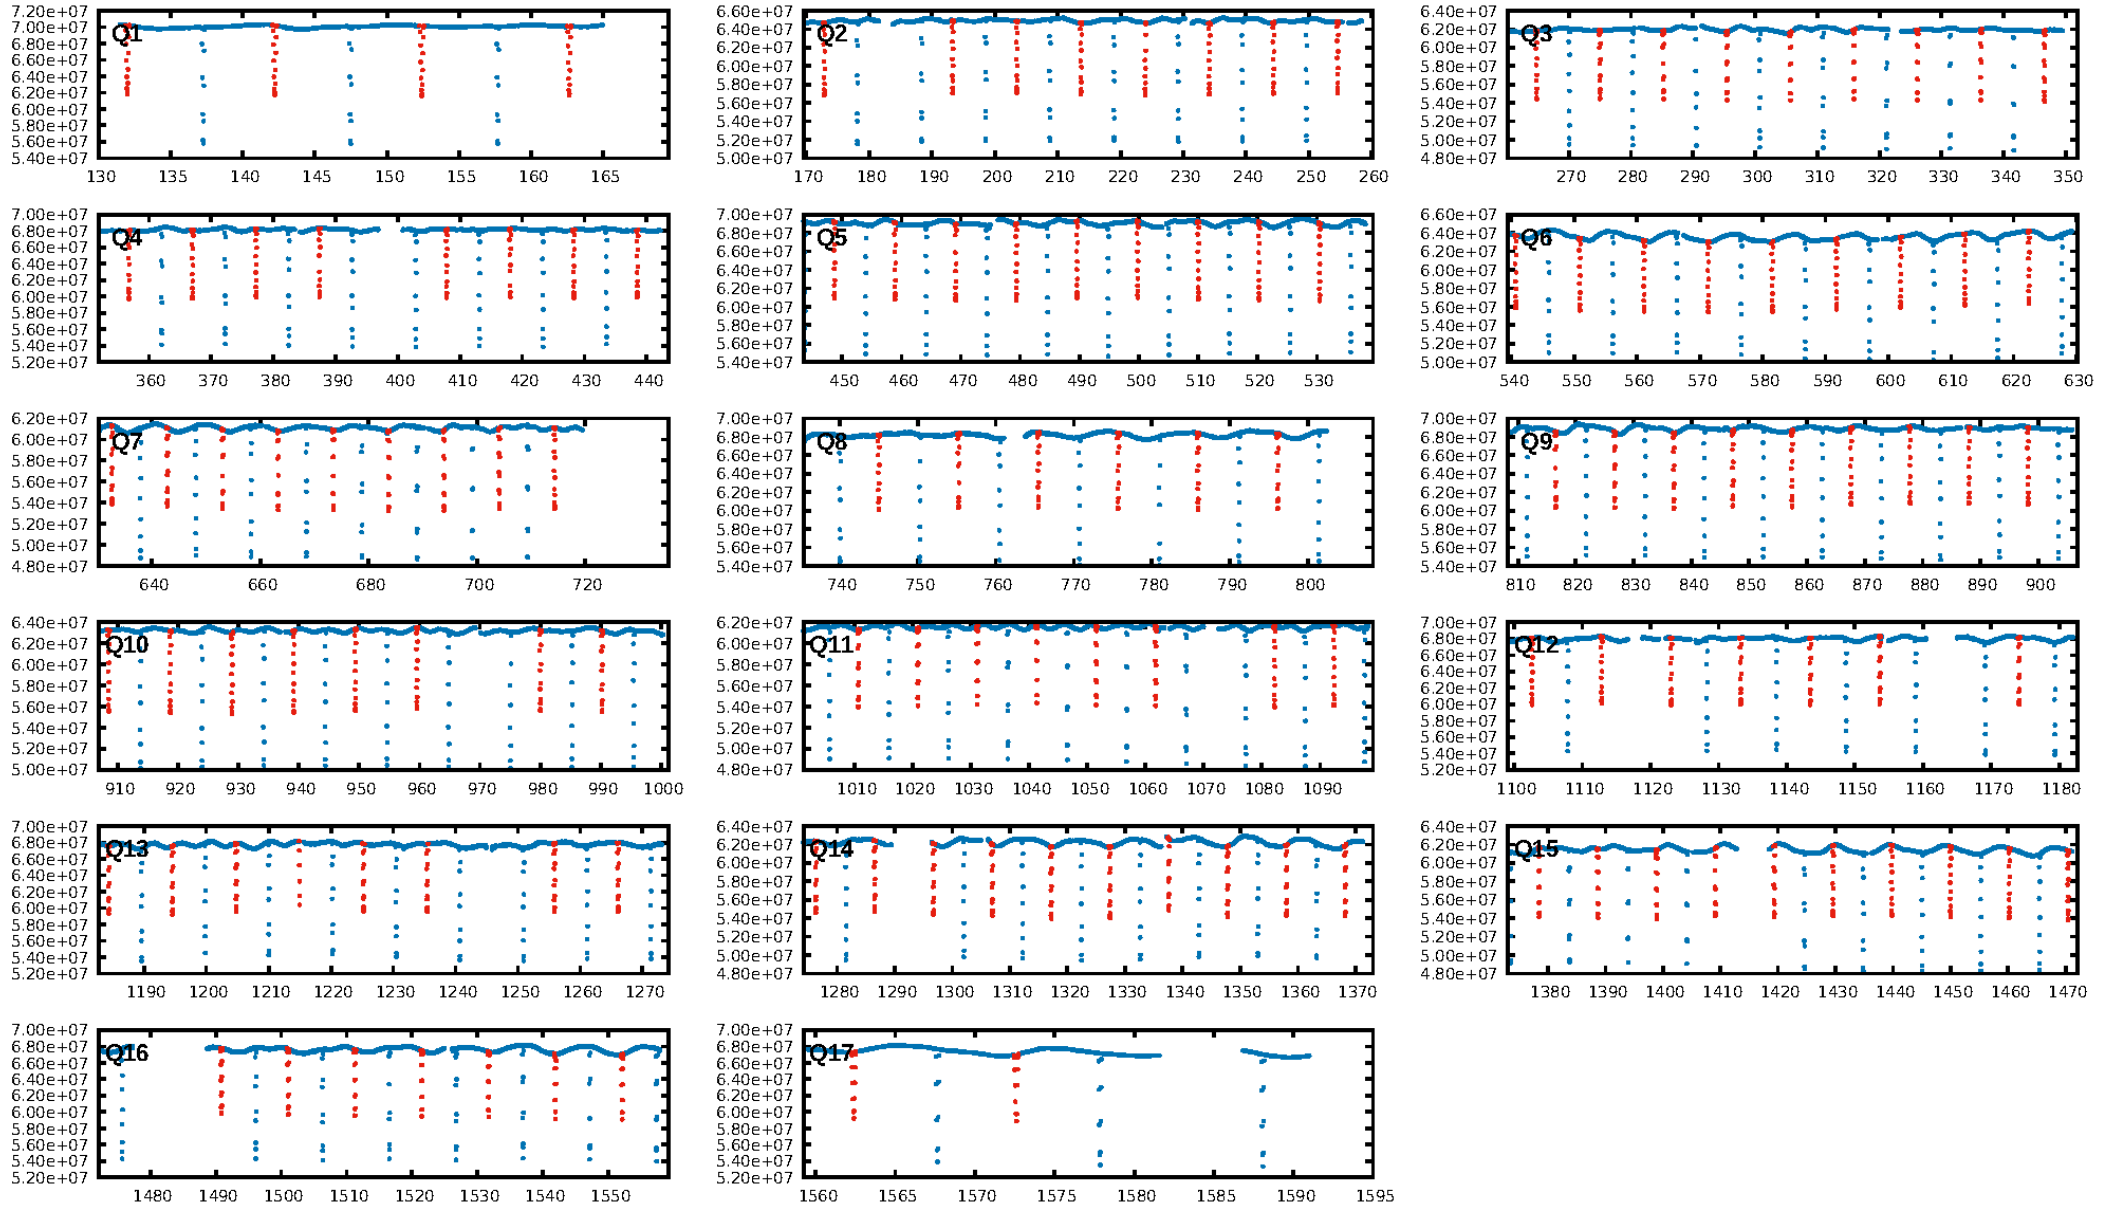 7.20e+07
7.00e+07
6.80e+07
6.60e+07
6.40e+07
6.20e+07
6.00e+07
5.80e+07
5.60e+07
5.40e+07
Q1
130 135 140 145 150 155 160 165
6.60e+07
6.40e+07
6.20e+07
6.00e+07
5.80e+07
5.60e+07
5.40e+07
5.20e+07
5.00e+07
Q2
170 180 190 200 210 220 230 240 250 260
6.40e+07
6.20e+07
6.00e+07
5.80e+07
5.60e+07
5.40e+07
5.20e+07
5.00e+07
4.80e+07
Q3
270 280 290 300 310 320 330 340 350
7.00e+07
6.80e+07
6.60e+07
6.40e+07
6.20e+07
6.00e+07
5.80e+07
5.60e+07
5.40e+07
5.20e+07
Q4
360 370 380 390 400 410 420 430 440
7.00e+07
6.80e+07
6.60e+07
6.40e+07
6.20e+07
6.00e+07
5.80e+07
5.60e+07
5.40e+07
Q5
450 460 470 480 490 500 510 520 530
6.60e+07
6.40e+07
6.20e+07
6.00e+07
5.80e+07
5.60e+07
5.40e+07
5.20e+07
5.00e+07
Q6
540 550 560 570 580 590 600 610 620 630
6.20e+07
6.00e+07
5.80e+07
5.60e+07
5.40e+07
5.20e+07
5.00e+07
4.80e+07
Q7
640 660 680 700 720
7.00e+07
6.80e+07
6.60e+07
6.40e+07
6.20e+07
6.00e+07
5.80e+07
5.60e+07
5.40e+07
Q8
740 750 760 770 780 790 800
7.00e+07
6.80e+07
6.60e+07
6.40e+07
6.20e+07
6.00e+07
5.80e+07
5.60e+07
5.40e+07
Q9
810 820 830 840 850 860 870 880 890 900
6.40e+07
6.20e+07
6.00e+07
5.80e+07
5.60e+07
5.40e+07
5.20e+07
5.00e+07
Q10
910 920 930 940 950 960 970 980 990 1000
6.20e+07
6.00e+07
5.80e+07
5.60e+07
5.40e+07
5.20e+07
5.00e+07
4.80e+07
Q11
1010 1020 1030 1040 1050 1060 1070 1080 1090
7.00e+07
6.80e+07
6.60e+07
6.40e+07
6.20e+07
6.00e+07
5.80e+07
5.60e+07
5.40e+07
5.20e+07
Q12
1100 1110 1120 1130 1140 1150 1160 1170 1180
7.00e+07
6.80e+07
6.60e+07
6.40e+07
6.20e+07
6.00e+07
5.80e+07
5.60e+07
5.40e+07
5.20e+07
Q13
1190 1200 1210 1220 1230 1240 1250 1260 1270
6.40e+07
6.20e+07
6.00e+07
5.80e+07
5.60e+07
5.40e+07
5.20e+07
5.00e+07
4.80e+07
Q14
1280 1290 1300 1310 1320 1330 1340 1350 1360 1370
6.40e+07
6.20e+07
6.00e+07
5.80e+07
5.60e+07
5.40e+07
5.20e+07
5.00e+07
4.80e+07
Q15
1380 1390 1400 1410 1420 1430 1440 1450 1460 1470
7.00e+07
6.80e+07
6.60e+07
6.40e+07
6.20e+07
6.00e+07
5.80e+07
5.60e+07
5.40e+07
5.20e+07
Q16
1480 1490 1500 1510 1520 1530 1540 1550
7.00e+07
6.80e+07
6.60e+07
6.40e+07
6.20e+07
6.00e+07
5.80e+07
5.60e+07
5.40e+07
5.20e+07
Q17
1560 1565 1570 1575 1580 1585 1590 1595